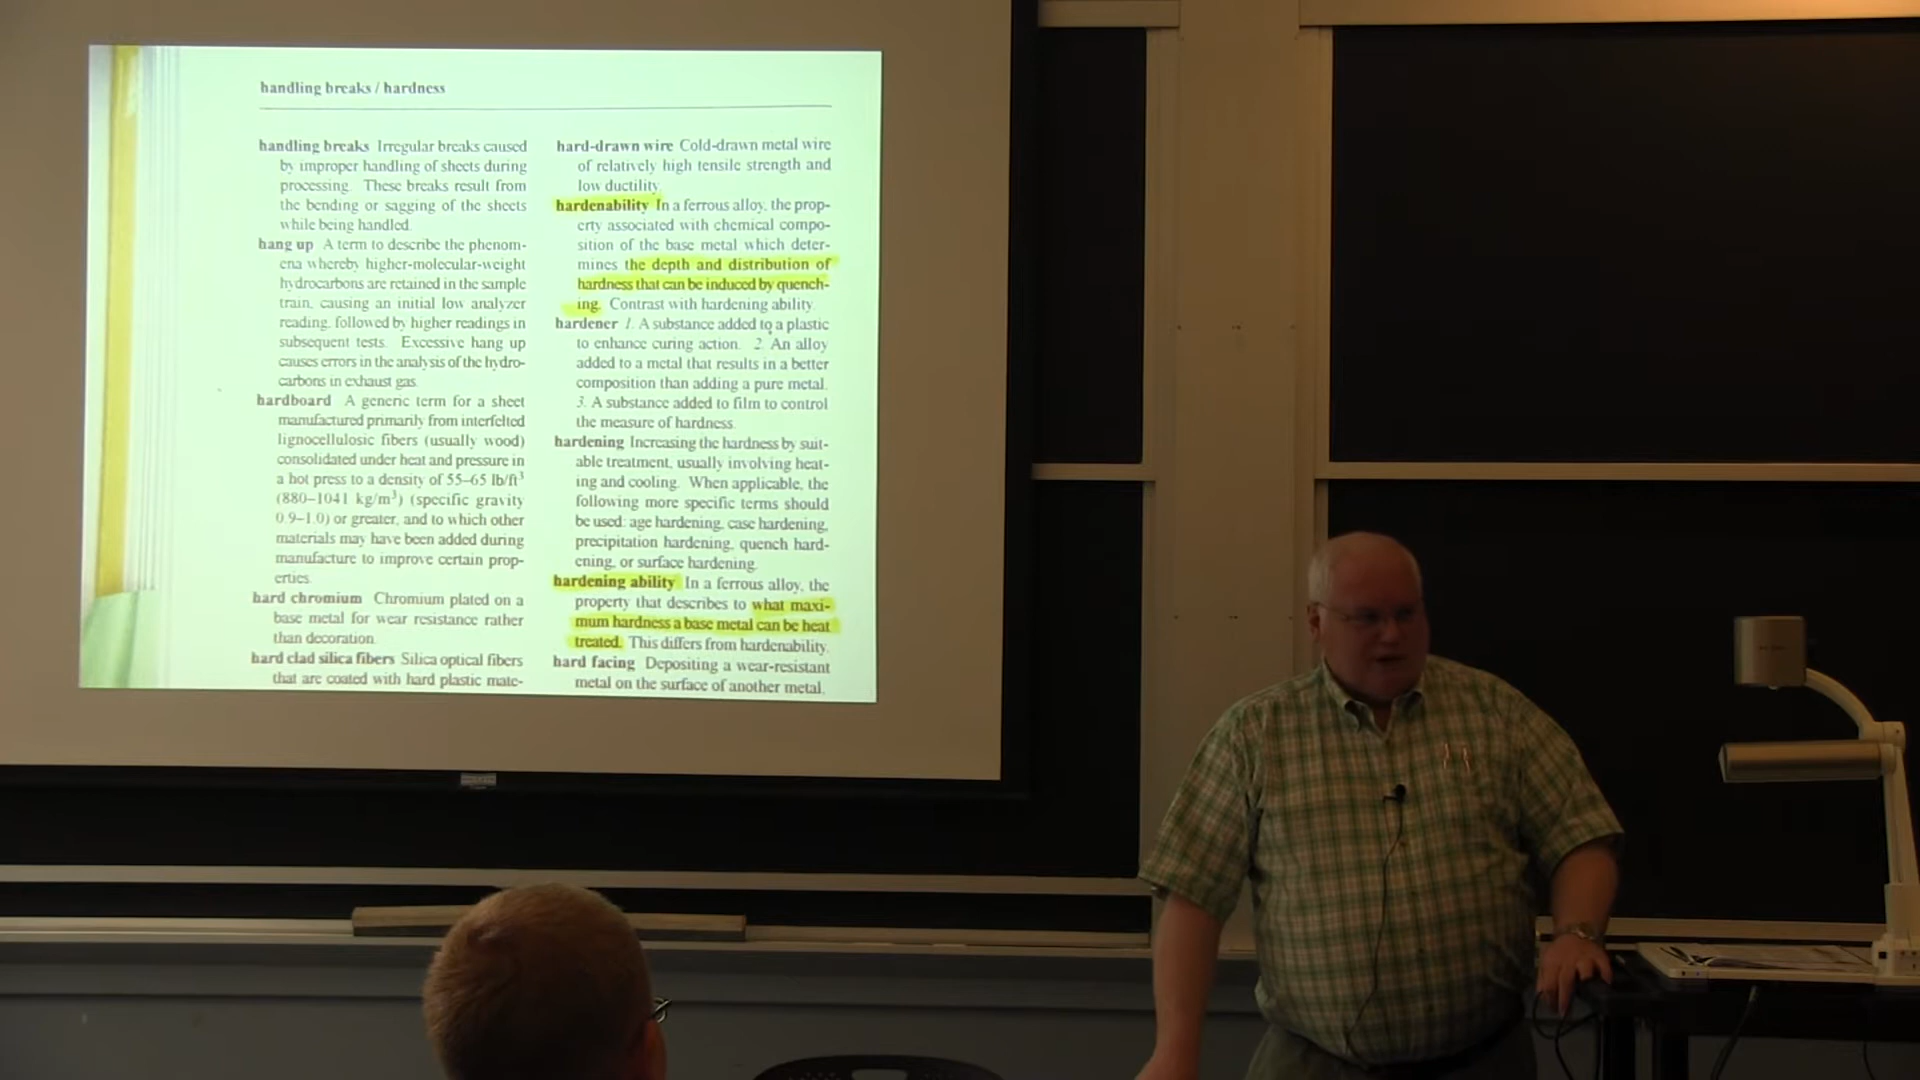 handling breaks / hardness
handling breaks Irregular breaks caused
by improper handling of sheets during
processing. These breaks result from
the bending or sagging of the sheets
while being handled.
hang up A term to describe the phenom-
ena whereby higher-molecular-weight
hydrocarbons are retained in the sample
train, causing an initial low analyzer
reading, followed by higher readings in
subsequent tests. Excessive hang up
causes errors in the analysis of the hydro-
carbons in exhaust gas.
hardboard A generic term for a sheet
manufactured primarily from interfelted
lignocellulosic fibers (usually wood)
consolidated under heat and pressure in
a hot press to a density of 55–65 lb/ft³
(880–1041 kg/m³) (specific gravity
0.9–1.0) or greater, and to which other
materials may have been added during
manufacture to improve certain prop-
erties.
hard chromium Chromium plated on a
base metal for wear resistance rather
than decoration.
hard clad silica fibers Silica optical fibers
that are coated with hard plastic mate-
hard-drawn wire Cold-drawn metal wire
of relatively high tensile strength and
low ductility.
hardenability In a ferrous alloy, the prop-
erty associated with chemical compo-
sition of the base metal which deter-
mines the depth and distribution of
hardness that can be induced by quench-
ing. Contrast with hardening ability.
hardener 1. A substance added to a plastic
to enhance curing action. 2. An alloy
added to a metal that results in a better
composition than adding a pure metal.
3. A substance added to film to control
the measure of hardness.
hardening Increasing the hardness by suit-
able treatment, usually involving heat-
ing and cooling. When applicable, the
following more specific terms should
be used: age hardening, case hardening,
precipitation hardening, quench hard-
ening, or surface hardening.
hardening ability In a ferrous alloy, the
property that describes to what maxi-
mum hardness a base metal can be heat
treated. This differs from hardenability.
hard facing Depositing a wear-resistant
metal on the surface of another metal.